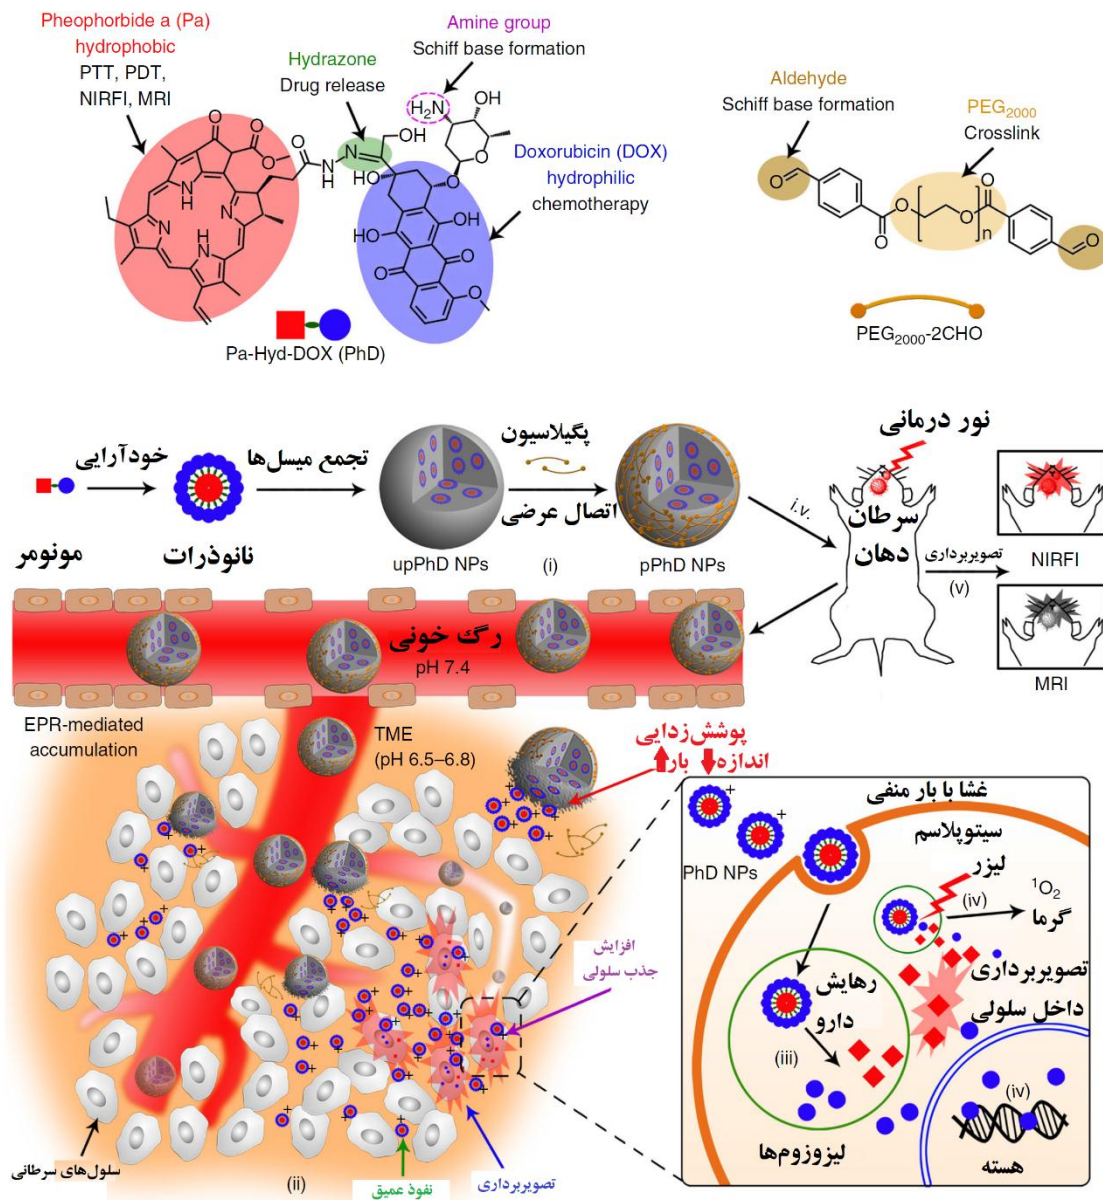 Pheophorbide a (Pa)
hydrophobic
PTT, PDT,
NIRFI, MRI
Hydrazone
Drug release
Amine group
Schiff base formation
Doxorubicin (DOX)
hydrophilic
chemotherapy
Pa-Hyd-DOX (PhD)
Aldehyde
Schiff base formation
PEG2000
Crosslink
PEG2000-2CHO
مونومر
خودآرایی
نانوذرات
تجمع میسل‌ها
upPhD NPs
پگیلاسیون
اتصال عرضی
(i)
pPhD NPs
i.v.
نور درمانی
سرطان
دهان
تصویربرداری
(v)
NIRFI
MRI
رگ خونی
pH 7.4
EPR-mediated
accumulation
TME
(pH 6.5–6.8)
پوشش‌زدایی
بار
اندازه
افزایش
جذب سلولی
سلول‌های سرطانی
(ii)
نفوذ عمیق
تصویربرداری
PhD NPs
غشا با بار منفی
سیتوپلاسم
لیزر
(iv)
¹O₂
گرما
تصویربرداری
داخل سلولی
رهایش
دارو
(iii)
لیزوزوم‌ها
(iv)
هسته